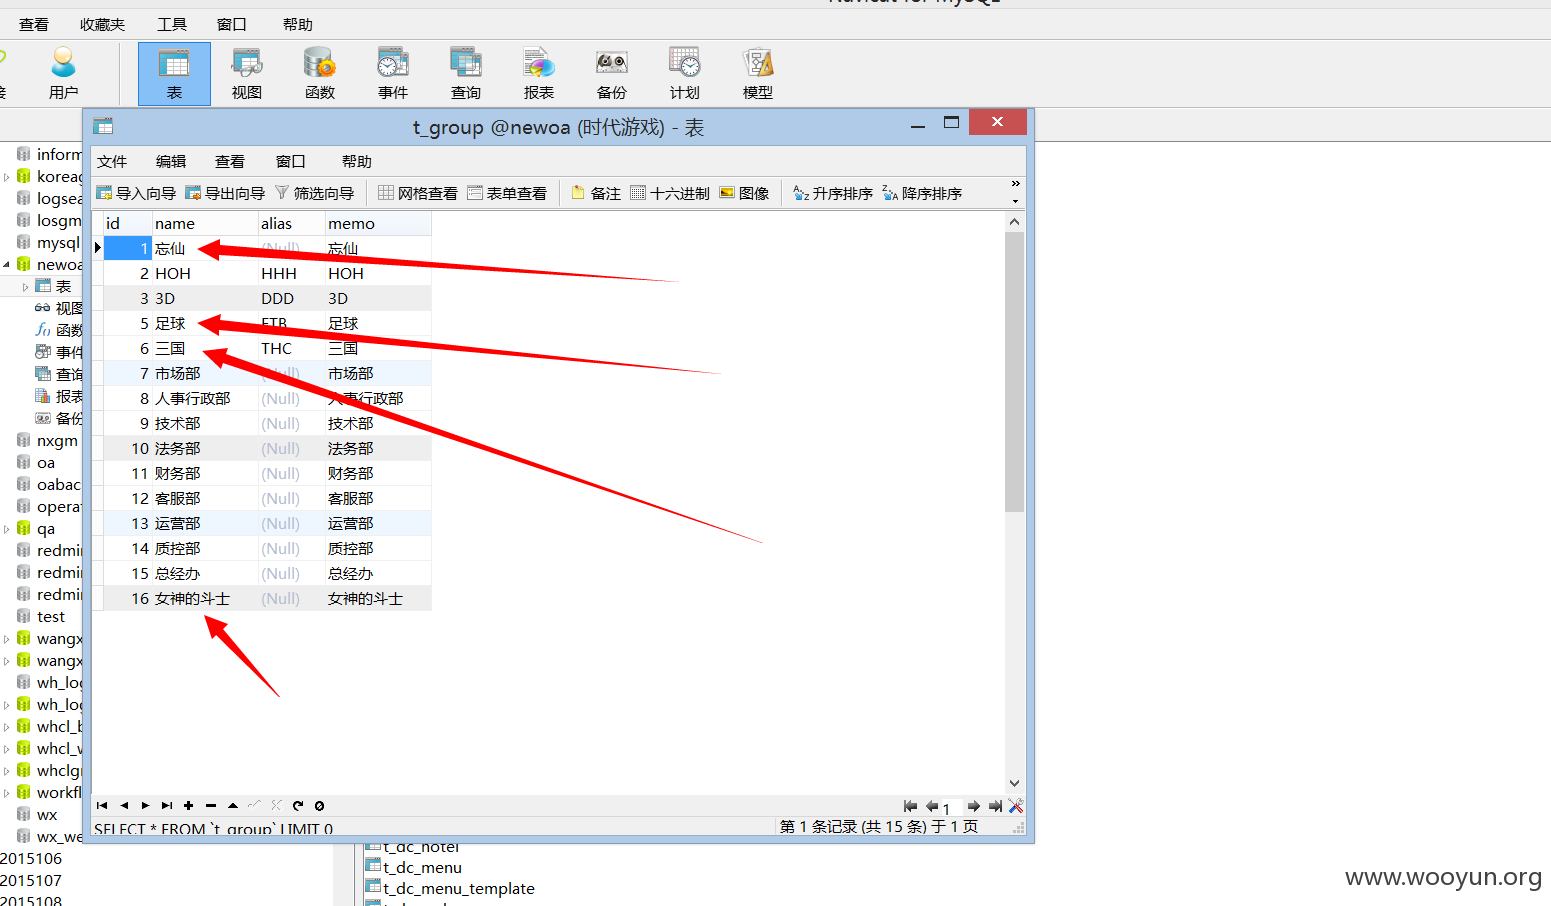 查看 收藏夹 工具 窗口 帮助
用户 表 视图 函数 事件 查询 报表 备份 计划 模型
t_group @newoa (时代游戏) - 表
文件 编辑 查看 窗口 帮助
导入向导 导出向导 筛选向导 网格查看 表单查看 备注 十六进制 图像 升序排序 降序排序
id name alias memo
1 忘仙 (Null) 忘仙
2 HOH HHH HOH
3 3D DDD 3D
5 足球 FTB 足球
6 三国 THC 三国
7 市场部 (Null) 市场部
8 人事行政部 (Null) 人事行政部
9 技术部 (Null) 技术部
10 法务部 (Null) 法务部
11 财务部 (Null) 财务部
12 客服部 (Null) 客服部
13 运营部 (Null) 运营部
14 质控部 (Null) 质控部
15 总经办 (Null) 总经办
16 女神的斗士 (Null) 女神的斗士
1
SELECT * FROM `t_group` LIMIT 0
第 1 条记录 (共 15 条) 于 1 页
inform
korea
logsea
losgm
mysql
newoa
表
视图
函数
事件
查询
报表
备份
nxgm
oa
oabac
opera
qa
redmi
redmi
redmi
test
wangx
wangx
wh_log
wh_log
whcl_b
whcl_w
whclg
workfl
wx
wx_we
2015106
2015107
2015108
t_dc_hotel
t_dc_menu
t_dc_menu_template
www.wooyun.org